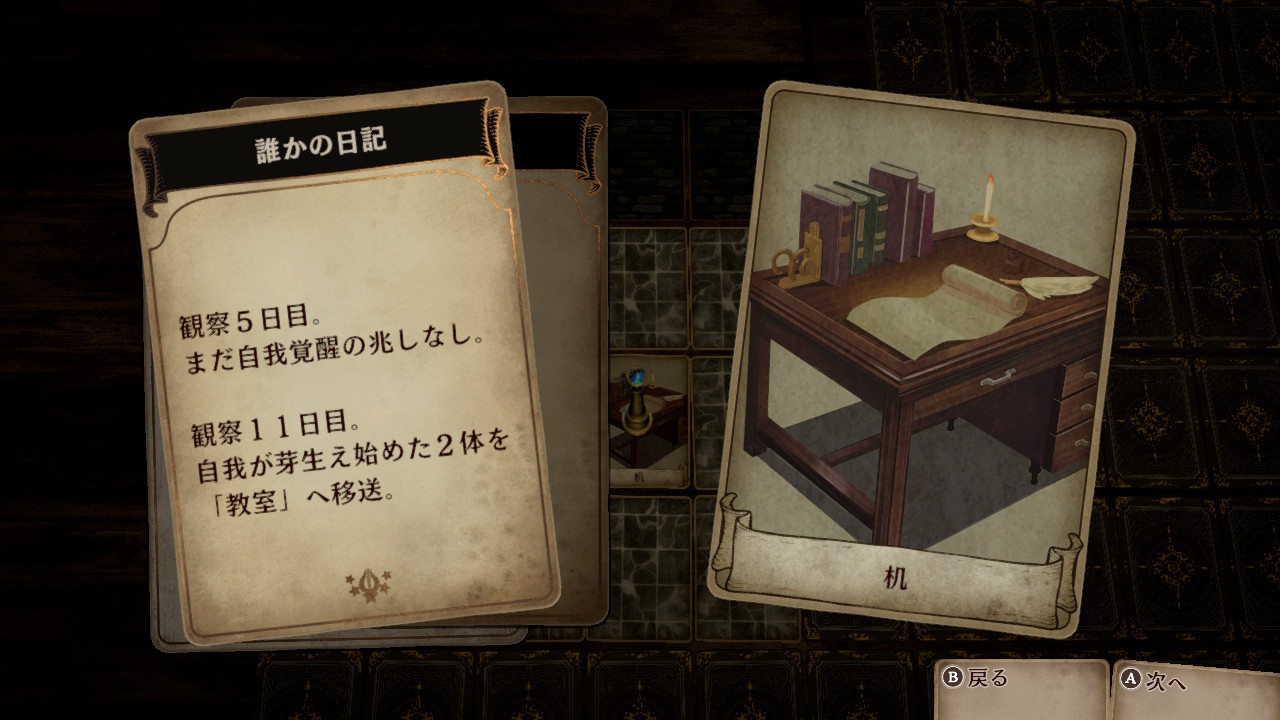 誰かの日記
観察5日目。
まだ自我覚醒の兆しなし。
観察11日目。
自我が芽生え始めた2体を
「教室」へ移送。
机
机
B 戻る
A 次へ